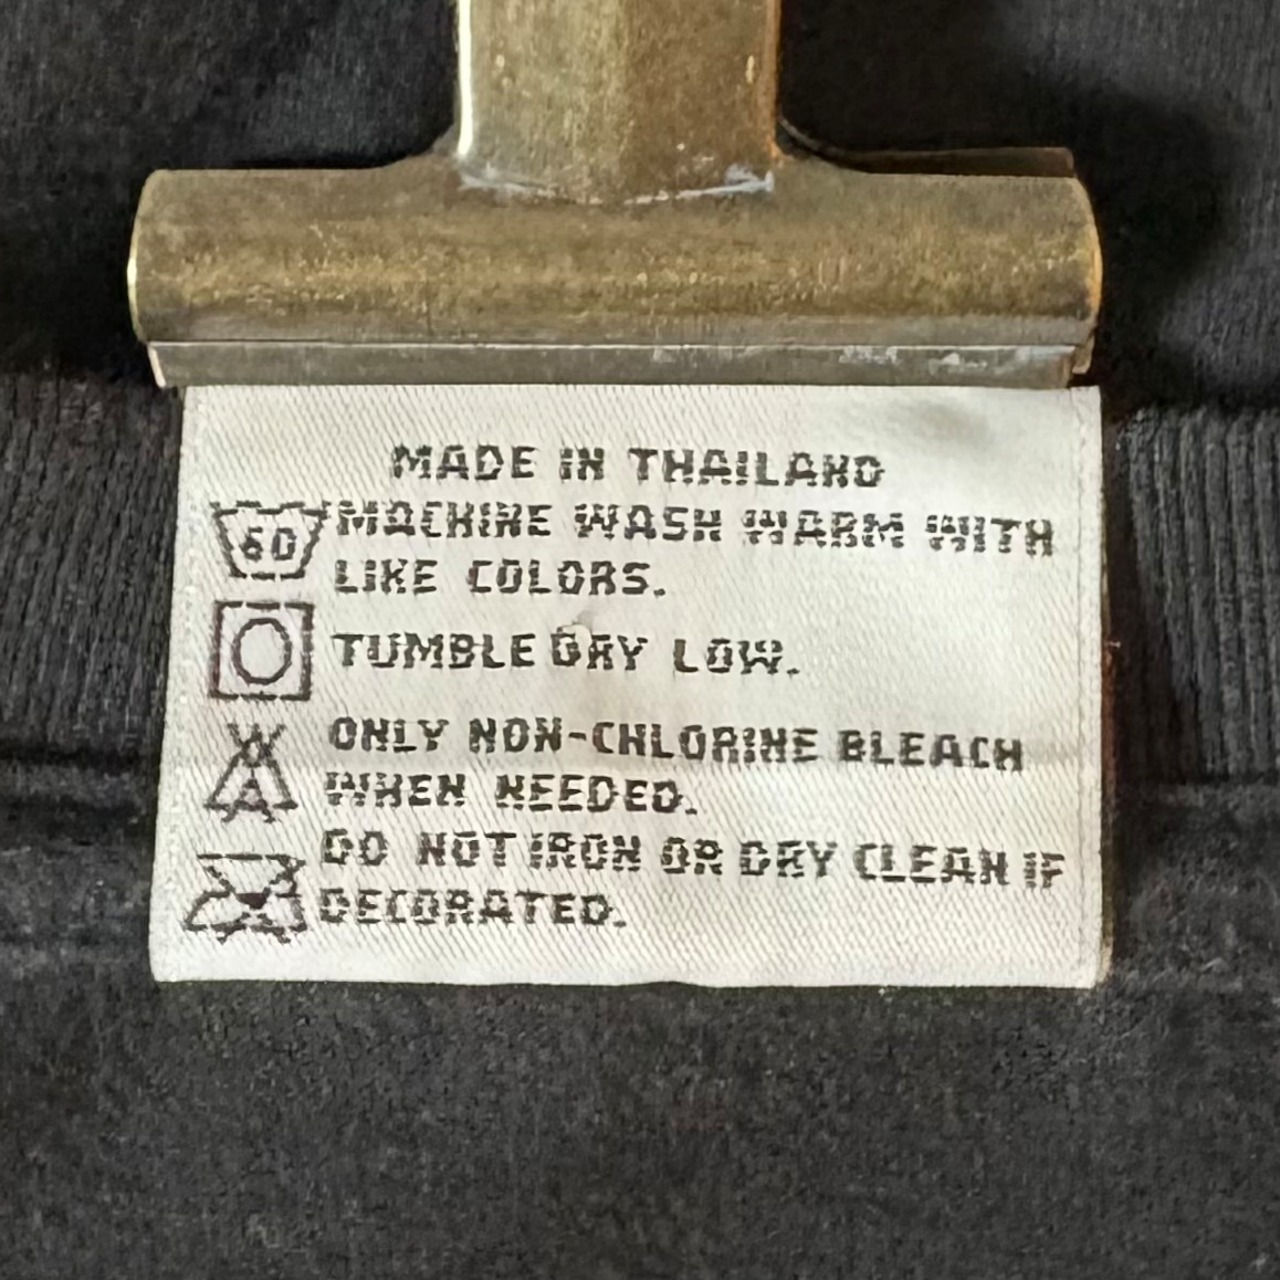 MADE IN THAILAND
60 MACHINE WASH WARM WITH
LIKE COLORS.
TUMBLE DRY LOW.
ONLY NON-CHLORINE BLEACH
WHEN NEEDED.
DO NOT IRON OR DRY CLEAN IF
DECORATED.